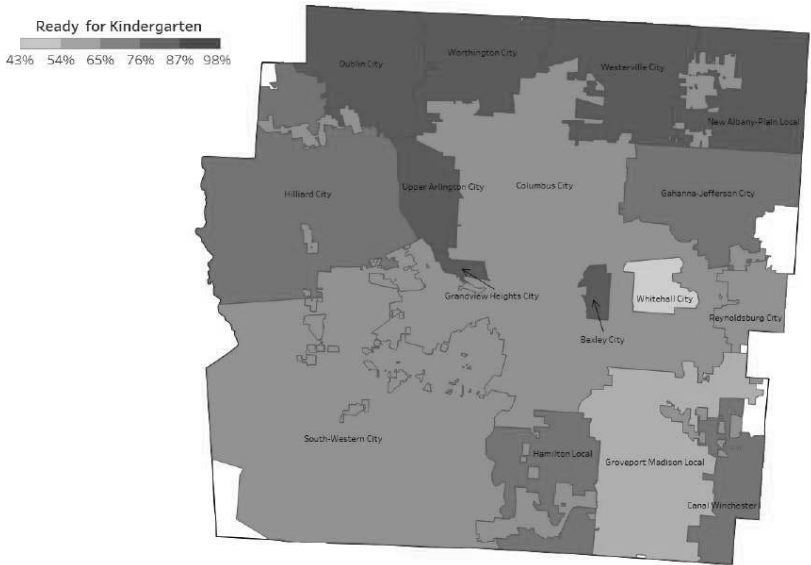 Ready for Kindergarten
43% 54% 65% 76% 87% 98%
Worthington City
Dublin City
Westerville City
New Albany-Plain Local
Hilliard City
Upper Arlington City
Columbus City
Gahanna-Jefferson City
Grandview Heights City
Whitehall City
Reynoldsburg City
Bexley City
South-Western City
Hamilton Local
Groveport Madison Local
Canal Winchester